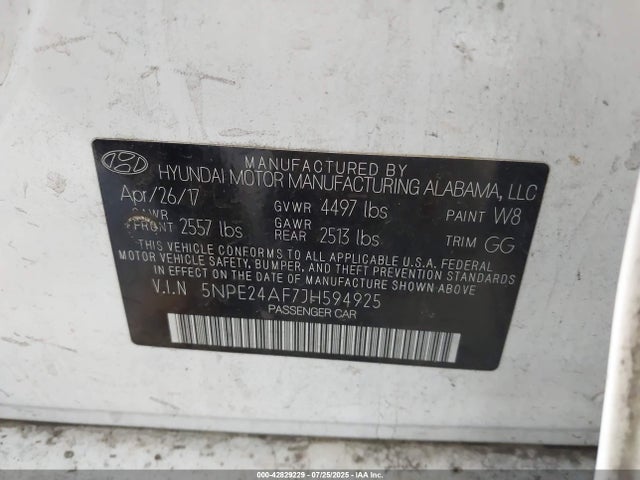 MANUFACTURED BY
HYUNDAI MOTOR MANUFACTURING ALABAMA, LLC
Apr/26/17 GVWR 4497 lbs PAINT W8
GAWR FRONT 2557 lbs GAWR REAR 2513 lbs TRIM GG
THIS VEHICLE CONFORMS TO ALL APPLICABLE U.S.A. FEDERAL
MOTOR VEHICLE SAFETY, BUMPER, AND THEFT PREVENTION STANDARDS
IN EFFECT ON THE DATE OF MANUFACTURE SHOWN ABOVE.
V.I.N 5NPE24AF7JH594925
PASSENGER CAR
000-42829229 07/25/2025 COPYRIGHT IAA, LLC.